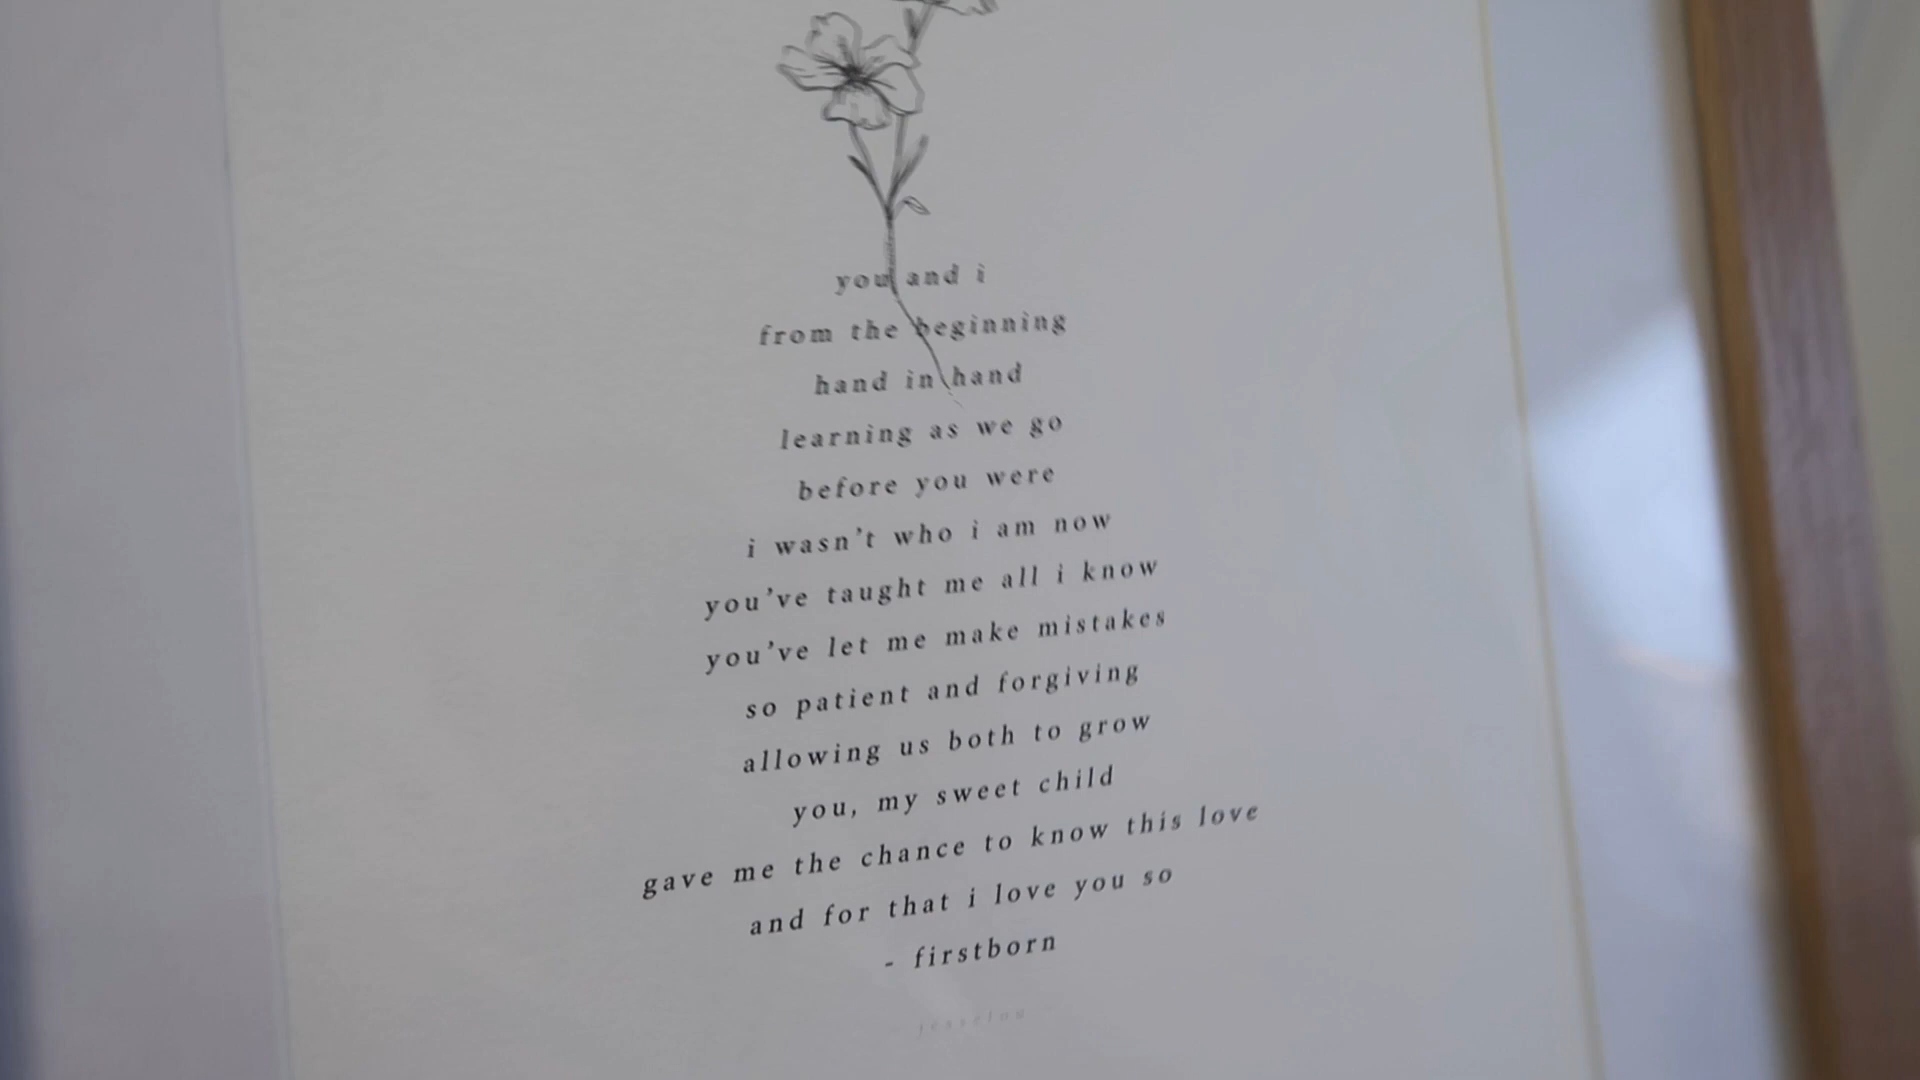 you and i
from the beginning
hand in hand
learning as we go
before you were
i wasn’t who i am now
you’ve taught me all i know
you’ve let me make mistakes
so patient and forgiving
allowing us both to grow
you, my sweet child
gave me the chance to know this love
and for that i love you so
- firstborn